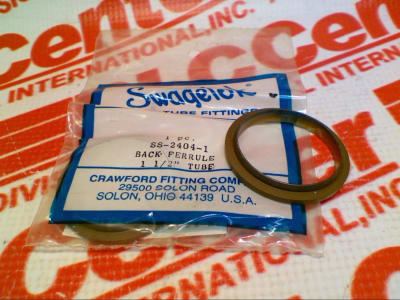 Swagelok
TUBE FITTINGS
1 pc.
SS-2404-1
BACK FERRULE
1 1/2" TUBE
CRAWFORD FITTING COMP
29500 SOLON ROAD
SOLON, OHIO 44139 U.S.A.
Center
INTERNATIONAL, INC.
DIVISION